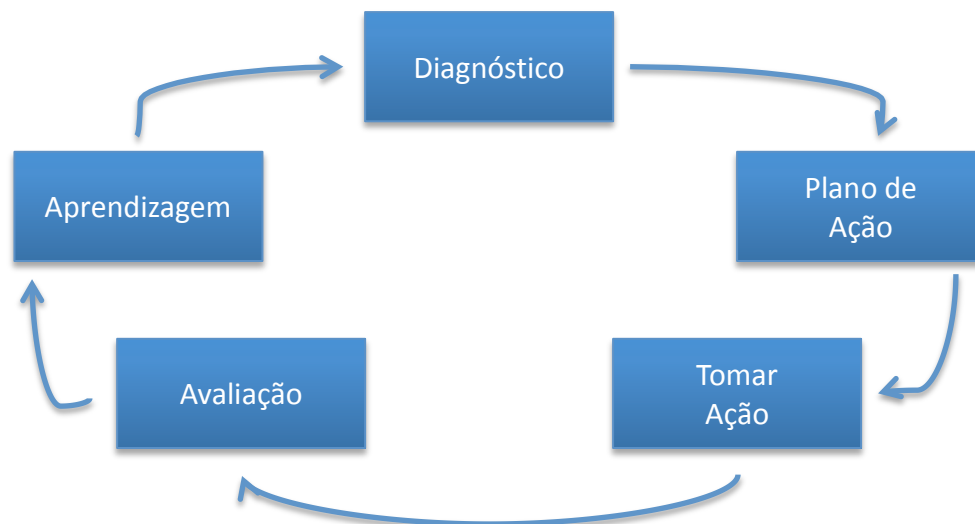 Diagnóstico
Plano de
Ação
Tomar
Ação
Avaliação
Aprendizagem